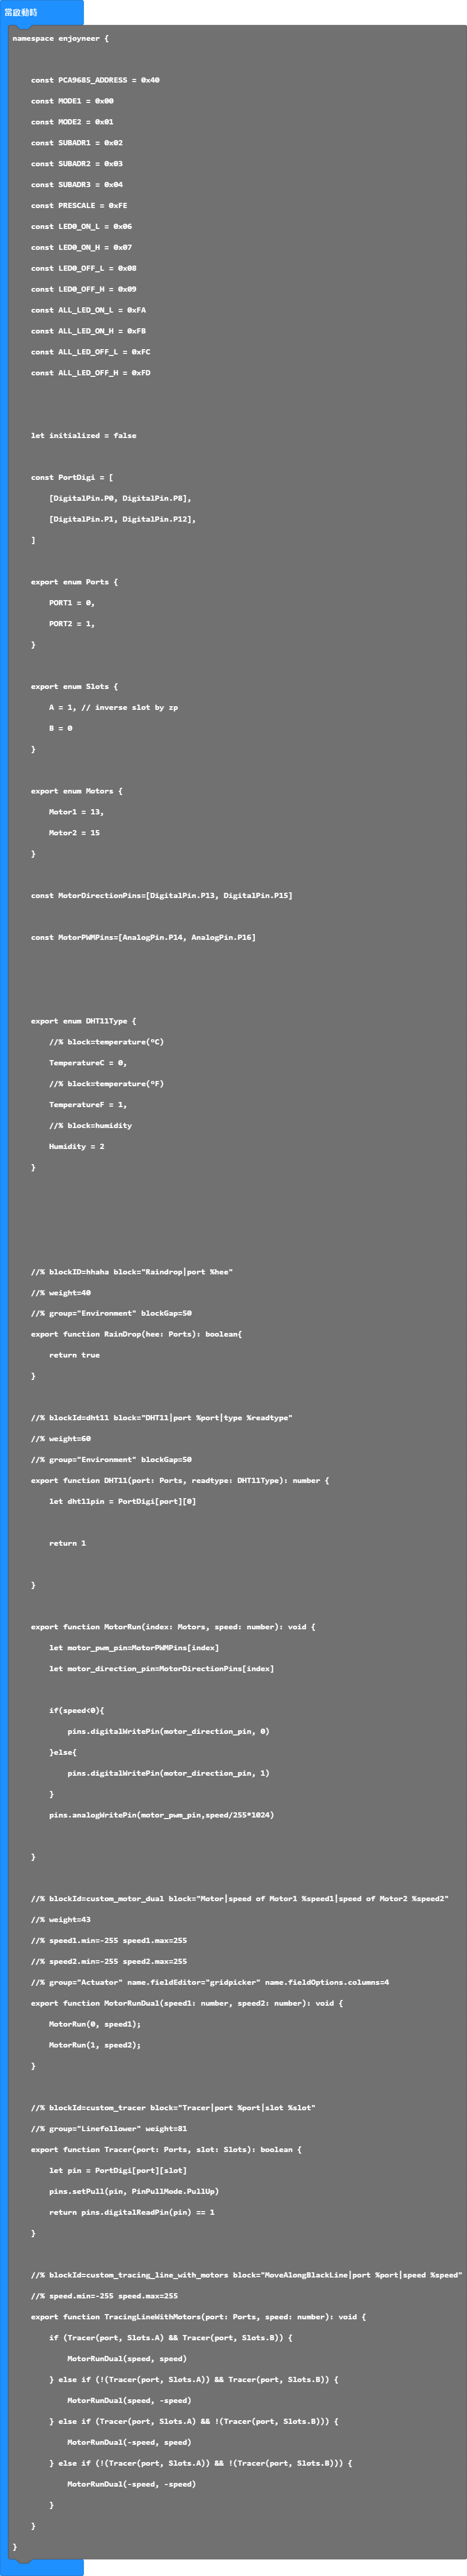 當啟動時
namespace enjoyneer {
const PCA9685_ADDRESS = 0x40
const MODE1 = 0x00
const MODE2 = 0x01
const SUBADR1 = 0x02
const SUBADR2 = 0x03
const SUBADR3 = 0x04
const PRESCALE = 0xFE
const LED0_ON_L = 0x06
const LED0_ON_H = 0x07
const LED0_OFF_L = 0x08
const LED0_OFF_H = 0x09
const ALL_LED_ON_L = 0xFA
const ALL_LED_ON_H = 0xFB
const ALL_LED_OFF_L = 0xFC
const ALL_LED_OFF_H = 0xFD
let initialized = false
const PortDigi = [
[DigitalPin.P0, DigitalPin.P8],
[DigitalPin.P1, DigitalPin.P12],
]
export enum Ports {
PORT1 = 0,
PORT2 = 1,
}
export enum Slots {
A = 1, // inverse slot by zp
B = 0
}
export enum Motors {
Motor1 = 13,
Motor2 = 15
}
const MotorDirectionPins=[DigitalPin.P13, DigitalPin.P15]
const MotorPWMPins=[AnalogPin.P14, AnalogPin.P16]
export enum DHT11Type {
//% block=temperature(°C)
TemperatureC = 0,
//% block=temperature(°F)
TemperatureF = 1,
//% block=humidity
Humidity = 2
}
//% blockID=hhaha block="Raindrop|port %hee"
//% weight=40
//% group="Environment" blockGap=50
export function RainDrop(hee: Ports): boolean{
return true
}
//% blockId=dht11 block="DHT11|port %port|type %readtype"
//% weight=60
//% group="Environment" blockGap=50
export function DHT11(port: Ports, readtype: DHT11Type): number {
let dht11pin = PortDigi[port][0]
return 1
}
export function MotorRun(index: Motors, speed: number): void {
let motor_pwm_pin=MotorPWMPins[index]
let motor_direction_pin=MotorDirectionPins[index]
if(speed<0){
pins.digitalWritePin(motor_direction_pin, 0)
}else{
pins.digitalWritePin(motor_direction_pin, 1)
}
pins.analogWritePin(motor_pwm_pin,speed/255*1024)
}
//% blockId=custom_motor_dual block="Motor|speed of Motor1 %speed1|speed of Motor2 %speed2"
//% weight=43
//% speed1.min=-255 speed1.max=255
//% speed2.min=-255 speed2.max=255
//% group="Actuator" name.fieldEditor="gridpicker" name.fieldOptions.columns=4
export function MotorRunDual(speed1: number, speed2: number): void {
MotorRun(0, speed1);
MotorRun(1, speed2);
}
//% blockId=custom_tracer block="Tracer|port %port|slot %slot"
//% group="Linefollower" weight=81
export function Tracer(port: Ports, slot: Slots): boolean {
let pin = PortDigi[port][slot]
pins.setPull(pin, PinPullMode.PullUp)
return pins.digitalReadPin(pin) == 1
}
//% blockId=custom_tracing_line_with_motors block="MoveAlongBlackLine|port %port|speed %speed"
//% speed.min=-255 speed.max=255
export function TracingLineWithMotors(port: Ports, speed: number): void {
if (Tracer(port, Slots.A) && Tracer(port, Slots.B)) {
MotorRunDual(speed, speed)
} else if (!(Tracer(port, Slots.A)) && Tracer(port, Slots.B)) {
MotorRunDual(speed, -speed)
} else if (Tracer(port, Slots.A) && !(Tracer(port, Slots.B))) {
MotorRunDual(-speed, speed)
} else if (!(Tracer(port, Slots.A)) && !(Tracer(port, Slots.B))) {
MotorRunDual(-speed, -speed)
}
}
}